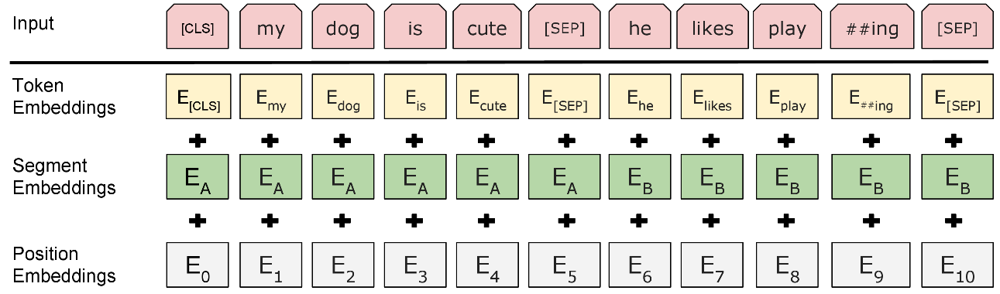 Input [CLS] my dog is cute [SEP] he likes play ##ing [SEP]
Token Embeddings E[CLS] Emy Edog Eis Ecute E[SEP] Ehe Elikes Eplay E##ing E[SEP]
+ + + + + + + + + + +
Segment Embeddings EA EA EA EA EA EA EB EB EB EB EB
+ + + + + + + + + + +
Position Embeddings E0 E1 E2 E3 E4 E5 E6 E7 E8 E9 E10